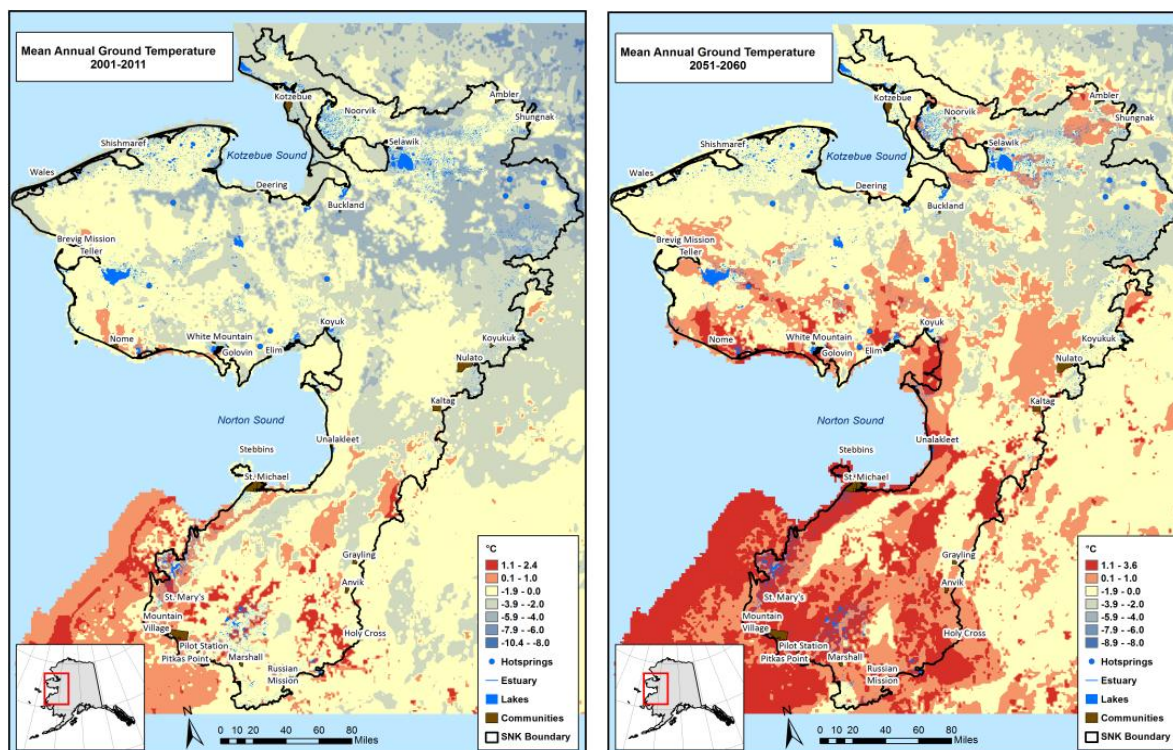 Mean Annual Ground Temperature
2001-2011
Kotzebue
Noorvik
Ambler
Shungnak
Selawik
Shishmaref
Kotzebue Sound
Wales
Deering
Buckland
Brevig Mission
Teller
Nome
White Mountain
Golovin
Elim
Koyuk
Koyukuk
Nulato
Kaltag
Norton Sound
Unalakleet
Stebbins
St. Michael
Grayling
Anvik
St. Mary's
Mountain
Village
Pilot Station
Pitkas Point
Marshall
Holy Cross
Russian
Mission
°C
1.1 - 2.4
0.1 - 1.0
-1.9 - 0.0
-3.9 - -2.0
-5.9 - -4.0
-7.9 - -6.0
-10.4 - -8.0
Hotsprings
Estuary
Lakes
Communities
SNK Boundary
N
0 10 20 40 60 80
Miles
Mean Annual Ground Temperature
2051-2060
Kotzebue
Noorvik
Ambler
Shungnak
Selawik
Shishmaref
Kotzebue Sound
Wales
Deering
Buckland
Brevig Mission
Teller
Nome
White Mountain
Golovin
Elim
Koyuk
Koyukuk
Nulato
Kaltag
Norton Sound
Unalakleet
Stebbins
St. Michael
Grayling
Anvik
St. Mary's
Mountain
Village
Pilot Station
Pitkas Point
Marshall
Holy Cross
Russian
Mission
°C
1.1 - 3.6
0.1 - 1.0
-1.9 - 0.0
-3.9 - -2.0
-5.9 - -4.0
-7.9 - -6.0
-8.9 - -8.0
Hotsprings
Estuary
Lakes
Communities
SNK Boundary
N
0 10 20 40 60 80
Miles